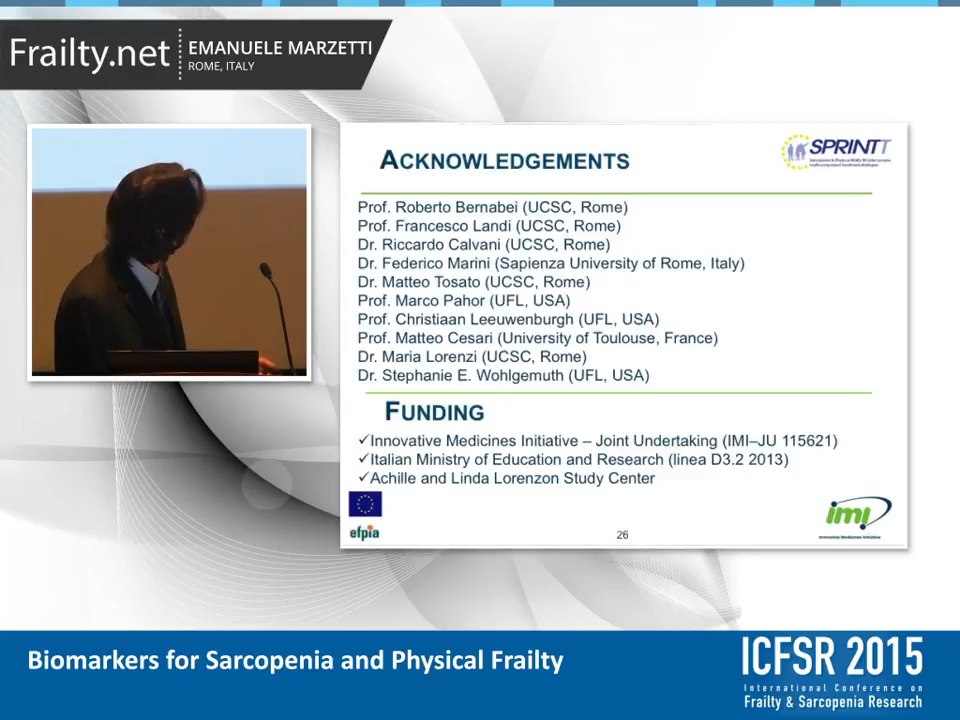 Frailty.net
EMANUELE MARZETTI
ROME, ITALY
ACKNOWLEDGEMENTS
SPRINTT
Prof. Roberto Bernabei (UCSC, Rome)
Prof. Francesco Landi (UCSC, Rome)
Dr. Riccardo Calvani (UCSC, Rome)
Dr. Federico Marini (Sapienza University of Rome, Italy)
Dr. Matteo Tosato (UCSC, Rome)
Prof. Marco Pahor (UFL, USA)
Prof. Christiaan Leeuwenburgh (UFL, USA)
Prof. Matteo Cesari (University of Toulouse, France)
Dr. Maria Lorenzi (UCSC, Rome)
Dr. Stephanie E. Wohlgemuth (UFL, USA)
FUNDING
✓Innovative Medicines Initiative – Joint Undertaking (IMI–JU 115621)
✓Italian Ministry of Education and Research (linea D3.2 2013)
✓Achille and Linda Lorenzon Study Center
efpia
26
imi
Innovative Medicines Initiative
Biomarkers for Sarcopenia and Physical Frailty
ICFSR 2015
International Conference on
Frailty & Sarcopenia Research